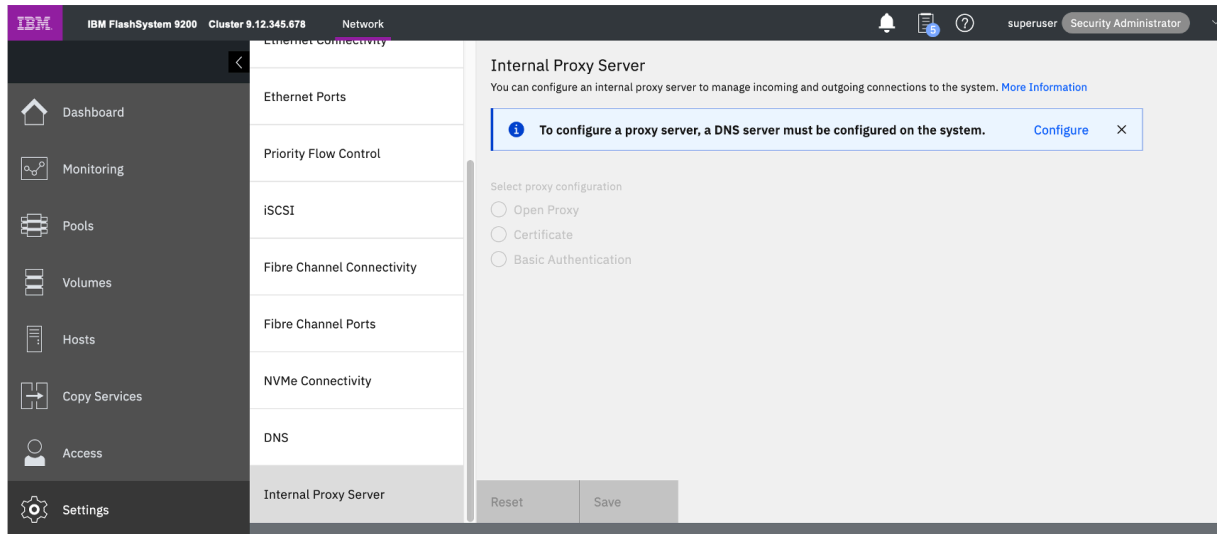 IBM
IBM FlashSystem 9200 Cluster 9.12.345.678 Network
5
superuser Security Administrator
Dashboard
Monitoring
Pools
Volumes
Hosts
Copy Services
Access
Settings
Ethernet Connectivity
Ethernet Ports
Priority Flow Control
iSCSI
Fibre Channel Connectivity
Fibre Channel Ports
NVMe Connectivity
DNS
Internal Proxy Server
Internal Proxy Server
You can configure an internal proxy server to manage incoming and outgoing connections to the system. More Information
To configure a proxy server, a DNS server must be configured on the system. Configure
Select proxy configuration
Open Proxy
Certificate
Basic Authentication
Reset Save